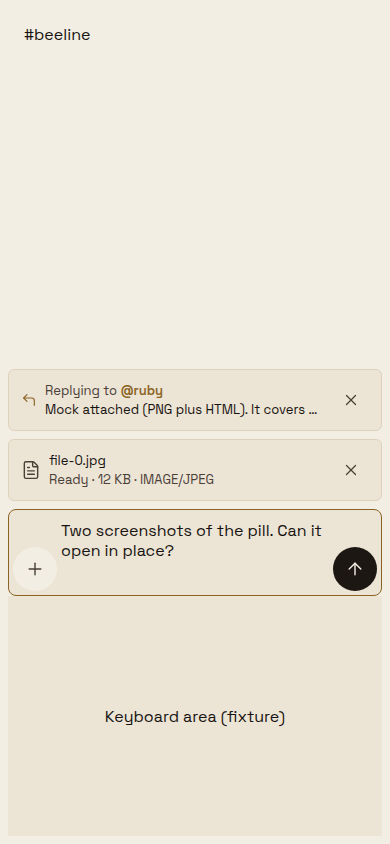 #beeline
Replying to @ruby
Mock attached (PNG plus HTML). It covers …
file-0.jpg
Ready · 12 KB · IMAGE/JPEG
Two screenshots of the pill. Can it
open in place?
Keyboard area (fixture)